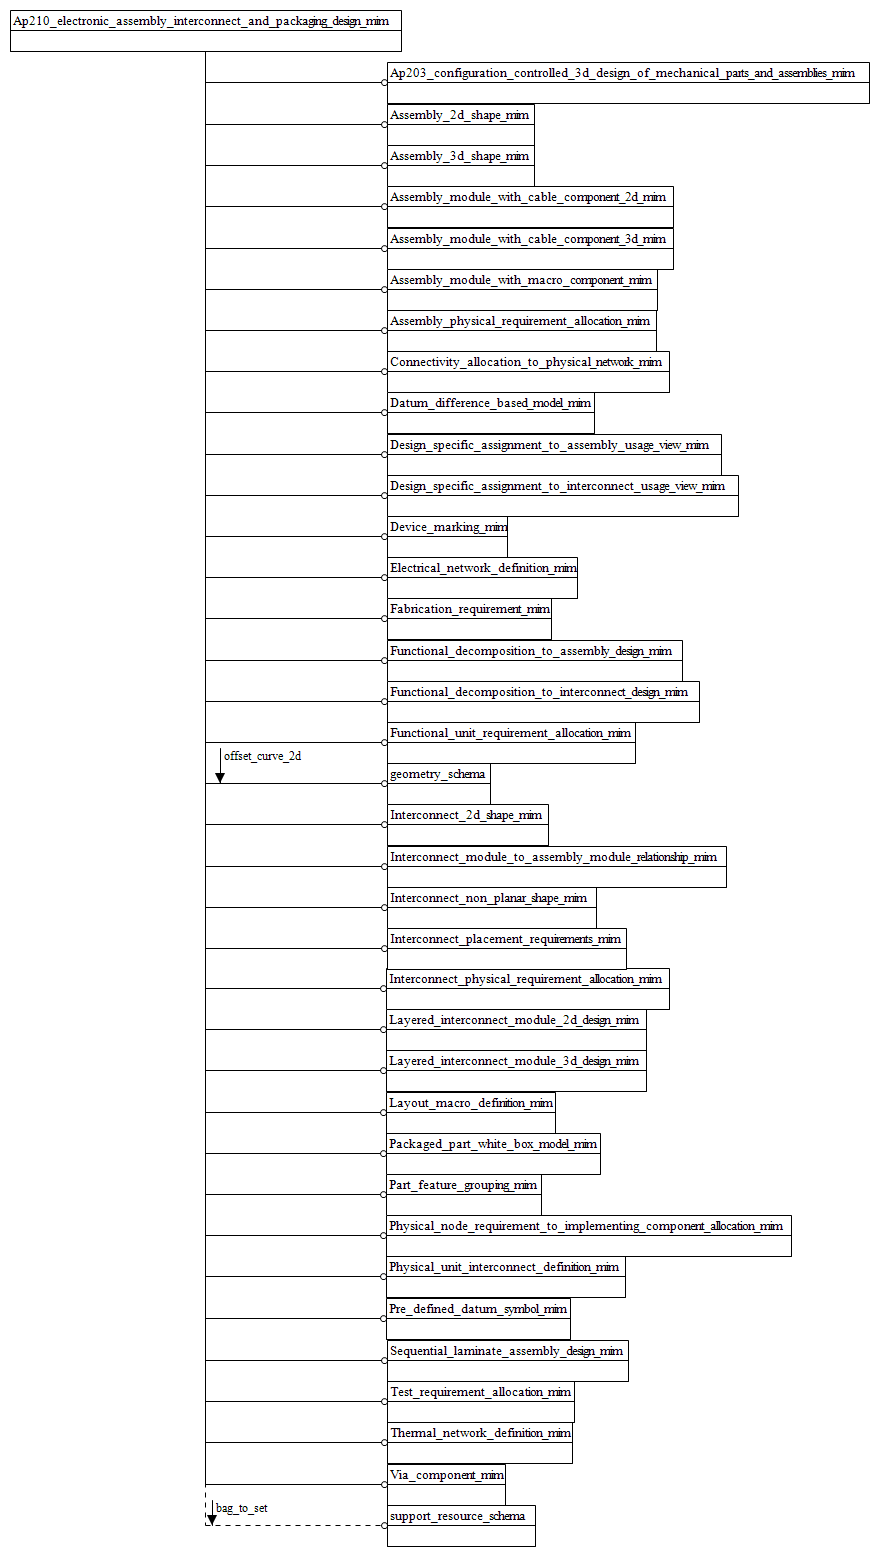 Ap210_electronic_assembly_interconnect_and_packaging_design_mim
Ap203_configuration_controlled_3d_design_of_mechanical_parts_and_assemblies_mim
Assembly_2d_shape_mim
Assembly_3d_shape_mim
Assembly_module_with_cable_component_2d_mim
Assembly_module_with_cable_component_3d_mim
Assembly_module_with_macro_component_mim
Assembly_physical_requirement_allocation_mim
Connectivity_allocation_to_physical_network_mim
Datum_difference_based_model_mim
Design_specific_assignment_to_assembly_usage_view_mim
Design_specific_assignment_to_interconnect_usage_view_mim
Device_marking_mim
Electrical_network_definition_mim
Fabrication_requirement_mim
Functional_decomposition_to_assembly_design_mim
Functional_decomposition_to_interconnect_design_mim
Functional_unit_requirement_allocation_mim
offset_curve_2d
geometry_schema
Interconnect_2d_shape_mim
Interconnect_module_to_assembly_module_relationship_mim
Interconnect_non_planar_shape_mim
Interconnect_placement_requirements_mim
Interconnect_physical_requirement_allocation_mim
Layered_interconnect_module_2d_design_mim
Layered_interconnect_module_3d_design_mim
Layout_macro_definition_mim
Packaged_part_white_box_model_mim
Part_feature_grouping_mim
Physical_node_requirement_to_implementing_component_allocation_mim
Physical_unit_interconnect_definition_mim
Pre_defined_datum_symbol_mim
Sequential_laminate_assembly_design_mim
Test_requirement_allocation_mim
Thermal_network_definition_mim
Via_component_mim
bag_to_set
support_resource_schema